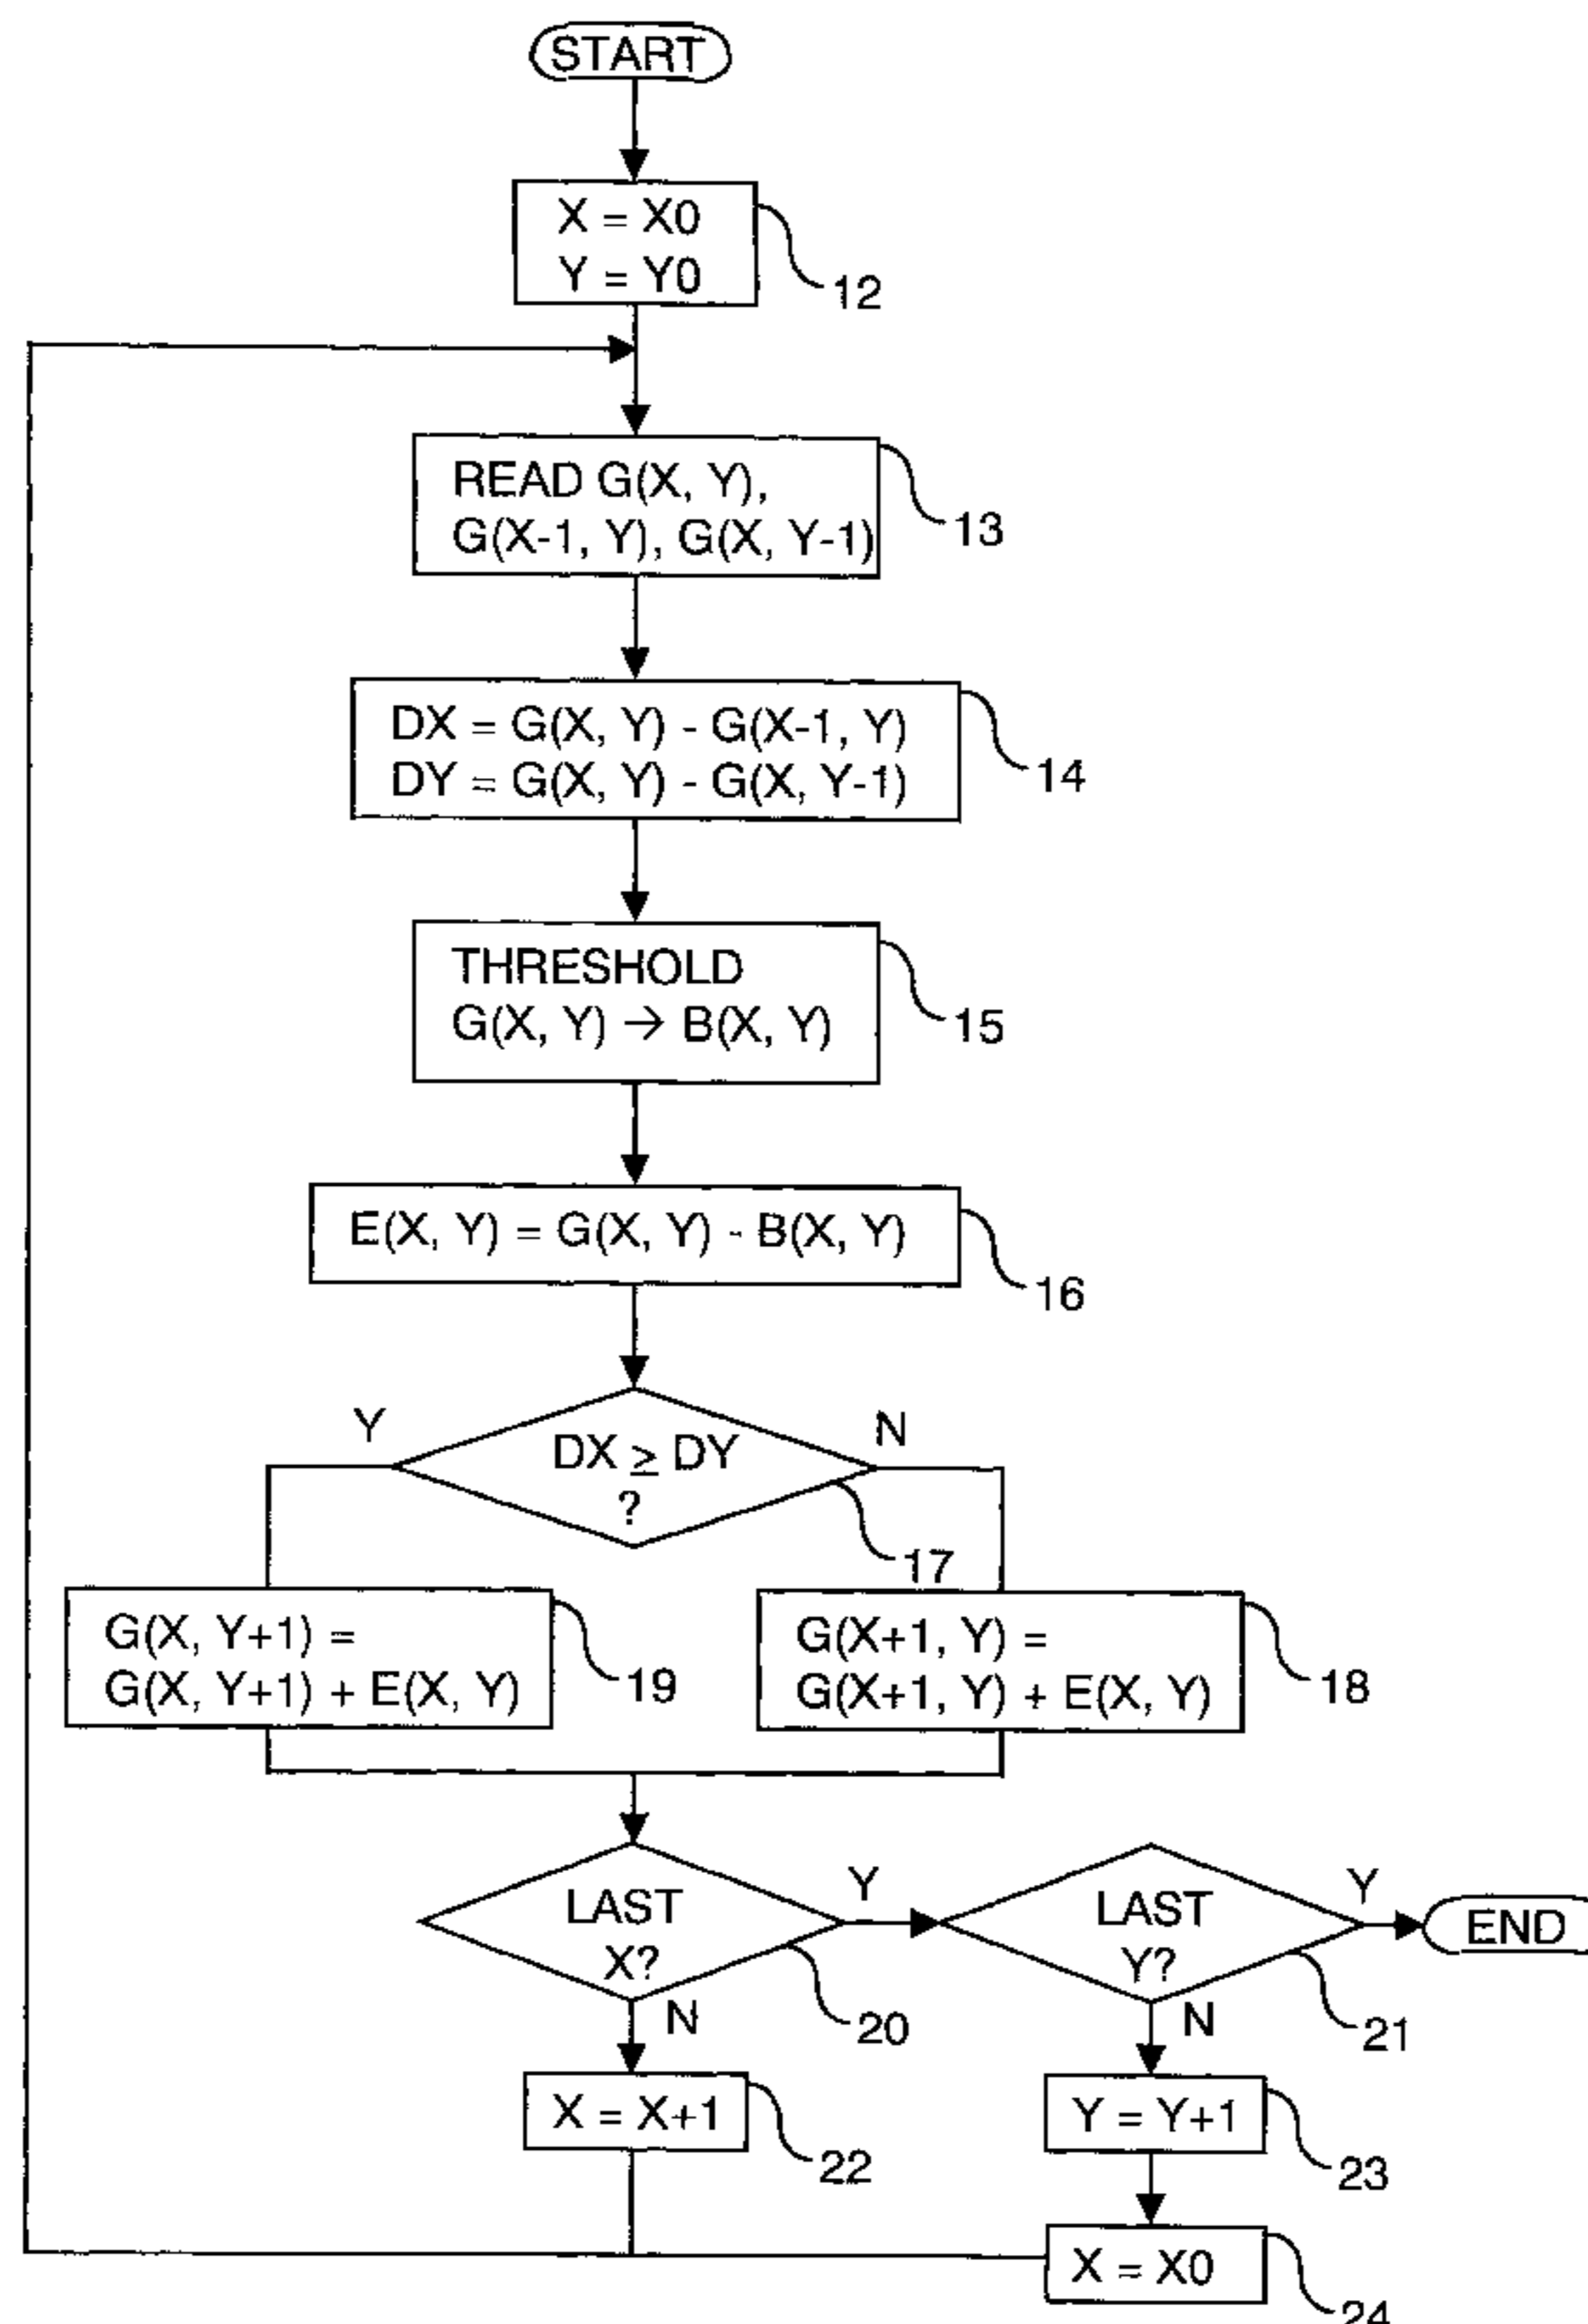 START
X = X0
Y = Y0
12
READ G(X, Y),
G(X-1, Y), G(X, Y-1)
13
DX = G(X, Y) - G(X-1, Y)
DY = G(X, Y) - G(X, Y-1)
14
THRESHOLD
G(X, Y) → B(X, Y)
15
E(X, Y) = G(X, Y) - B(X, Y)
16
Y
DX ≥ DY
?
N
17
G(X, Y+1) =
G(X, Y+1) + E(X, Y)
19
G(X+1, Y) =
G(X+1, Y) + E(X, Y)
18
LAST
X?
Y
20
LAST
Y?
Y
21
END
N
N
X = X+1
22
Y = Y+1
23
X = X0
24